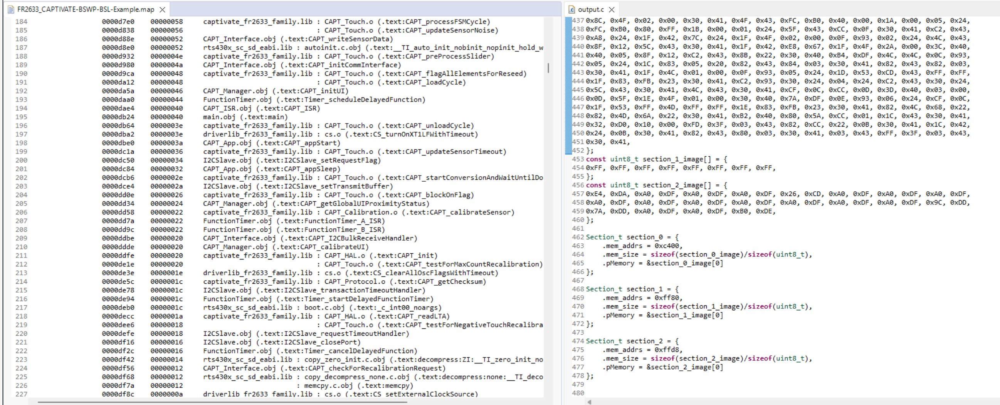 FR2633_CAPTIVATE-BSWP-BSL-Example.map
184 0000d7e0 00000058 captivate_fr2633_family.lib : CAPT_Touch.o (.text:CAPT_processFSMCycle)
185 0000d838 00000056 : CAPT_Touch.o (.text:CAPT_updateSensorNoise)
186 0000d88e 00000052 CAPT_Interface.obj (.text:CAPT_writeSensorData)
187 0000d8e0 00000052 rts430x_sc_sd_eabi.lib : autoinit.c.obj (.text:__TI_auto_init_nobinit_nopinit_hold_w
188 0000d932 0000004e captivate_fr2633_family.lib : CAPT_Touch.o (.text:CAPT_preProcessSlider)
189 0000d980 0000004a CAPT_Interface.obj (.text:CAPT_initCommInterface)
190 0000d9ca 00000048 captivate_fr2633_family.lib : CAPT_Touch.o (.text:CAPT_flagAllElementsForReseed)
191 0000da12 00000048 : CAPT_Touch.o (.text:CAPT_loadCycle)
192 0000da5a 00000046 CAPT_Manager.obj (.text:CAPT_initUI)
193 0000daa0 00000044 FunctionTimer.obj (.text:Timer_scheduleDelayedFunction)
194 0000dae4 00000040 CAPT_ISR.obj (.text:CAPT_ISR)
195 0000db24 00000040 main.obj (.text:main)
196 0000db64 0000003e captivate_fr2633_family.lib : CAPT_Touch.o (.text:CAPT_unloadCycle)
197 0000dba2 0000003e driverlib_fr2633_family.lib : cs.o (.text:CS_turnOnXT1LFWithTimeout)
198 0000dbe0 0000003a CAPT_App.obj (.text:CAPT_appStart)
199 0000dc1a 00000036 captivate_fr2633_family.lib : CAPT_Touch.o (.text:CAPT_updateSensorTimeout)
200 0000dc50 00000034 I2CSlave.obj (.text:I2CSlave_setRequestFlag)
201 0000dc84 00000032 CAPT_App.obj (.text:CAPT_appSleep)
202 0000dcb6 0000002e captivate_fr2633_family.lib : CAPT_Touch.o (.text:CAPT_startConversionAndWaitUntilDo
203 0000dce4 0000002a I2CSlave.obj (.text:I2CSlave_setTransmitBuffer)
204 0000dd0e 00000026 captivate_fr2633_family.lib : CAPT_Touch.o (.text:CAPT_blockOnFlag)
205 0000dd34 00000024 CAPT_Manager.obj (.text:CAPT_getGlobalUIProximityStatus)
206 0000dd58 00000022 captivate_fr2633_family.lib : CAPT_Calibration.o (.text:CAPT_calibrateSensor)
207 0000dd7a 00000022 FunctionTimer.obj (.text:FunctionTimer_A_ISR)
208 0000dd9c 00000022 FunctionTimer.obj (.text:FunctionTimer_B_ISR)
209 0000ddbe 00000020 CAPT_Interface.obj (.text:CAPT_I2CBulkReceiveHandler)
210 0000ddde 00000020 CAPT_Manager.obj (.text:CAPT_calibrateUI)
211 0000ddfe 00000020 captivate_fr2633_family.lib : CAPT_HAL.o (.text:CAPT_init)
212 0000de1e 00000020 : CAPT_Touch.o (.text:CAPT_testForMaxCountRecalibration)
213 0000de3e 0000001e driverlib_fr2633_family.lib : cs.o (.text:CS_clearAllOscFlagsWithTimeout)
214 0000de5c 0000001c captivate_fr2633_family.lib : CAPT_Protocol.o (.text:CAPT_getChecksum)
215 0000de78 0000001c I2CSlave.obj (.text:I2CSlave_transactionTimeoutHandler)
216 0000de94 0000001c FunctionTimer.obj (.text:Timer_startDelayedFunctionTimer)
217 0000deb0 0000001c rts430x_sc_sd_eabi.lib : boot.c.obj (.text:_c_int00_noargs)
218 0000decc 0000001a captivate_fr2633_family.lib : CAPT_HAL.o (.text:CAPT_readLTA)
219 0000dee6 00000018 : CAPT_Touch.o (.text:CAPT_testForNegativeTouchRecalibra
220 0000defe 00000018 I2CSlave.obj (.text:I2CSlave_requestTimeoutHandler)
221 0000df16 00000016 I2CSlave.obj (.text:I2CSlave_closePort)
222 0000df2c 00000016 FunctionTimer.obj (.text:Timer_cancelDelayedFunction)
223 0000df42 00000014 rts430x_sc_sd_eabi.lib : copy_zero_init.c.obj (.text:decompress:ZI:__TI_zero_init_no
224 0000df56 00000012 CAPT_Interface.obj (.text:CAPT_checkForRecalibrationRequest)
225 0000df68 00000012 rts430x_sc_sd_eabi.lib : copy_decompress_none.c.obj (.text:decompress:none:__TI_deco
226 0000df7a 00000012 : memcpy.c.obj (.text:memcpy)
227 0000df8c 0000000a driverlib_fr2633_family.lib : cs.o (.text:CS_setExternalClockSource)
output.c
437 0x8C, 0x4F, 0x02, 0x00, 0x30, 0x41, 0x4F, 0x43, 0xFC, 0xB0, 0x40, 0x00, 0x1A, 0x00, 0x05, 0x24,
438 0xFC, 0xB0, 0x80, 0xFF, 0x1B, 0x00, 0x01, 0x24, 0x5F, 0x43, 0xCC, 0x0F, 0x30, 0x41, 0xC2, 0x43,
439 0xA8, 0x24, 0x1F, 0x42, 0x7C, 0x24, 0x1F, 0x4F, 0x02, 0x00, 0x0F, 0x93, 0x02, 0x24, 0x4C, 0x43,
440 0x8F, 0x12, 0x5C, 0x43, 0x30, 0x41, 0x1F, 0x42, 0xE8, 0x67, 0x1F, 0x4F, 0x2A, 0x00, 0x3C, 0x40,
441 0x40, 0x05, 0x8F, 0x12, 0xC2, 0x43, 0x8B, 0x22, 0x30, 0x40, 0xB4, 0xDF, 0x4C, 0x4C, 0x0C, 0x93,
442 0x05, 0x24, 0x1C, 0x83, 0x05, 0x20, 0x82, 0x43, 0x84, 0x03, 0x30, 0x41, 0x82, 0x43, 0x82, 0x03,
443 0x30, 0x41, 0x1F, 0x4C, 0x01, 0x00, 0x0F, 0x93, 0x05, 0x24, 0x1D, 0x53, 0xCD, 0x43, 0xFF, 0xFF,
444 0x1F, 0x83, 0xFB, 0x23, 0x30, 0x41, 0xC2, 0x93, 0x30, 0x24, 0x04, 0x24, 0xC2, 0x43, 0x30, 0x24,
445 0x5C, 0x43, 0x30, 0x41, 0x4C, 0x43, 0x30, 0x41, 0xCF, 0x0C, 0xCC, 0x0D, 0x3D, 0x40, 0x03, 0x00,
446 0x0D, 0x5F, 0x1E, 0x4F, 0x01, 0x00, 0x30, 0x40, 0x7A, 0xDF, 0x0E, 0x93, 0x06, 0x24, 0xCF, 0x0C,
447 0x1F, 0x53, 0xFF, 0x4D, 0xFF, 0xFF, 0x1E, 0x83, 0xFB, 0x23, 0x30, 0x41, 0x82, 0x4C, 0x68, 0x22,
448 0x82, 0x4D, 0x6A, 0x22, 0x30, 0x41, 0xB2, 0x40, 0x80, 0x5A, 0xCC, 0x01, 0x1C, 0x43, 0x30, 0x41,
449 0x32, 0xD0, 0x10, 0x00, 0xFD, 0x3F, 0x03, 0x43, 0x82, 0xCC, 0x22, 0x0B, 0x30, 0x41, 0x1C, 0x42,
450 0x24, 0x0B, 0x30, 0x41, 0x82, 0x43, 0x80, 0x03, 0x30, 0x41, 0x03, 0x43, 0xFF, 0x3F, 0x03, 0x43,
451 0x30, 0x41,
452 };
453 const uint8_t section_1_image[] = {
454 0xFF, 0xFF, 0xFF, 0xFF, 0xFF, 0xFF, 0xFF, 0xFF,
455 };
456 const uint8_t section_2_image[] = {
457 0xE4, 0xDA, 0xA0, 0xDF, 0xA0, 0xDF, 0xA0, 0xDF, 0x26, 0xCD, 0xA0, 0xDF, 0xA0, 0xDF, 0xA0, 0xDF,
458 0xA0, 0xDF, 0xA0, 0xDF, 0xA0, 0xDF, 0xA0, 0xDF, 0xA0, 0xDF, 0xA0, 0xDF, 0xA0, 0xDF, 0x9C, 0xDD,
459 0x7A, 0xDD, 0xA0, 0xDF, 0xA0, 0xDF, 0xB0, 0xDE,
460 };
461
462 Section_t section_0 = {
463 .mem_addrs = 0xc400,
464 .mem_size = sizeof(section_0_image)/sizeof(uint8_t),
465 .pMemory = &section_0_image[0]
466 };
467
468 Section_t section_1 = {
469 .mem_addrs = 0xff80,
470 .mem_size = sizeof(section_1_image)/sizeof(uint8_t),
471 .pMemory = &section_1_image[0]
472 };
473
474 Section_t section_2 = {
475 .mem_addrs = 0xffd8,
476 .mem_size = sizeof(section_2_image)/sizeof(uint8_t),
477 .pMemory = &section_2_image[0]
478 };
479
480